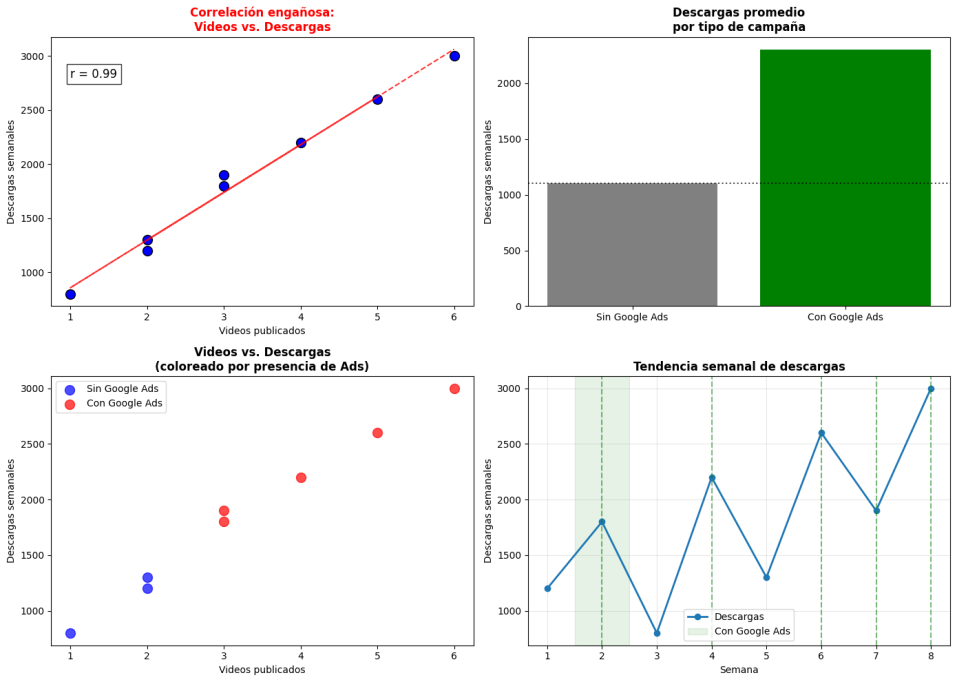 Correlación engañosa:
Videos vs. Descargas
r = 0.99
Descargas semanales
3000
2500
2000
1500
1000
1 2 3 4 5 6
Videos publicados
Descargas promedio
por tipo de campaña
Descargas semanales
2000
1500
1000
500
0
Sin Google Ads
Con Google Ads
Videos vs. Descargas
(coloreado por presencia de Ads)
Sin Google Ads
Con Google Ads
Descargas semanales
3000
2500
2000
1500
1000
1 2 3 4 5 6
Videos publicados
Tendencia semanal de descargas
Descargas semanales
3000
2500
2000
1500
1000
Descargas
Con Google Ads
1 2 3 4 5 6 7 8
Semana